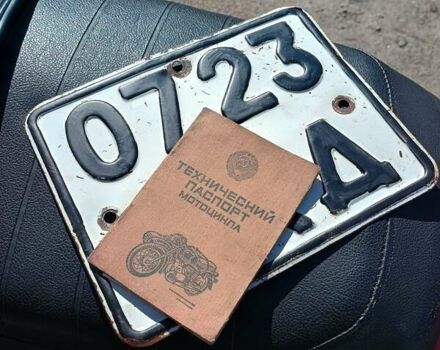 0723
Д
ТЕХНИЧЕСКИЙ
ПАСПОРТ
МОТОЦИКЛА